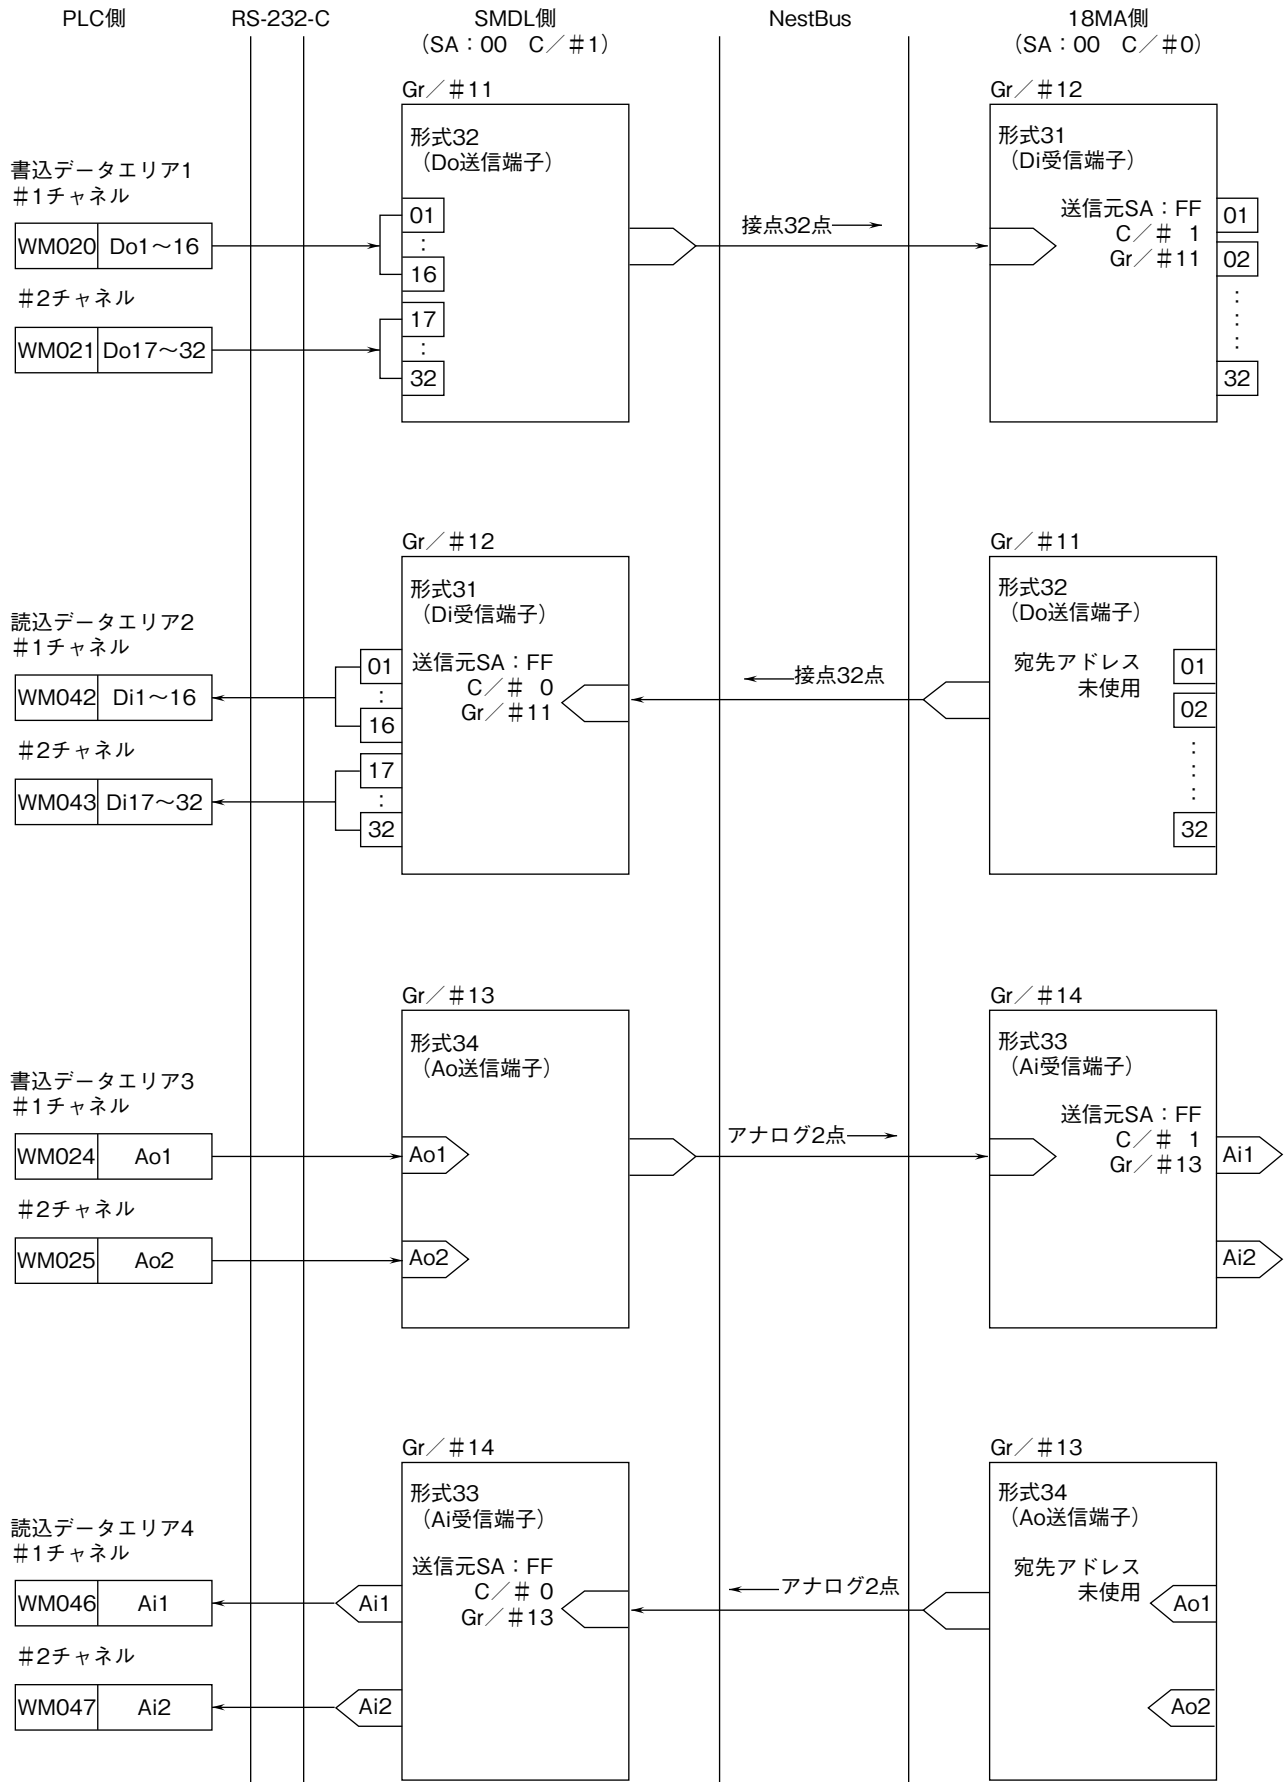 PLC側
RS-232-C
SMDL側
(SA：00　C／＃1)
NestBus
18MA側
(SA：00　C／＃0)
Gr／＃11
形式32
（Do送信端子）
書込データエリア1
＃1チャネル
WM020 Do1～16
＃2チャネル
WM021 Do17～32
01
：
16
17
：
32
接点32点
Gr／＃12
形式31
（Di受信端子）
送信元SA：FF
C／＃ 1
Gr／＃11
01
02
：
：
32
Gr／＃12
形式31
（Di受信端子）
送信元SA：FF
C／＃ 0
Gr／＃11
読込データエリア2
＃1チャネル
WM042 Di1～16
＃2チャネル
WM043 Di17～32
01
：
16
17
：
32
接点32点
Gr／＃11
形式32
（Do送信端子）
宛先アドレス
未使用
01
02
：
：
32
Gr／＃13
形式34
（Ao送信端子）
書込データエリア3
＃1チャネル
WM024 Ao1
＃2チャネル
WM025 Ao2
Ao1
Ao2
アナログ2点
Gr／＃14
形式33
（Ai受信端子）
送信元SA：FF
C／＃ 1
Gr／＃13
Ai1
Ai2
Gr／＃14
形式33
（Ai受信端子）
送信元SA：FF
C／＃ 0
Gr／＃13
読込データエリア4
＃1チャネル
WM046 Ai1
＃2チャネル
WM047 Ai2
Ai1
Ai2
アナログ2点
Gr／＃13
形式34
（Ao送信端子）
宛先アドレス
未使用
Ao1
Ao2